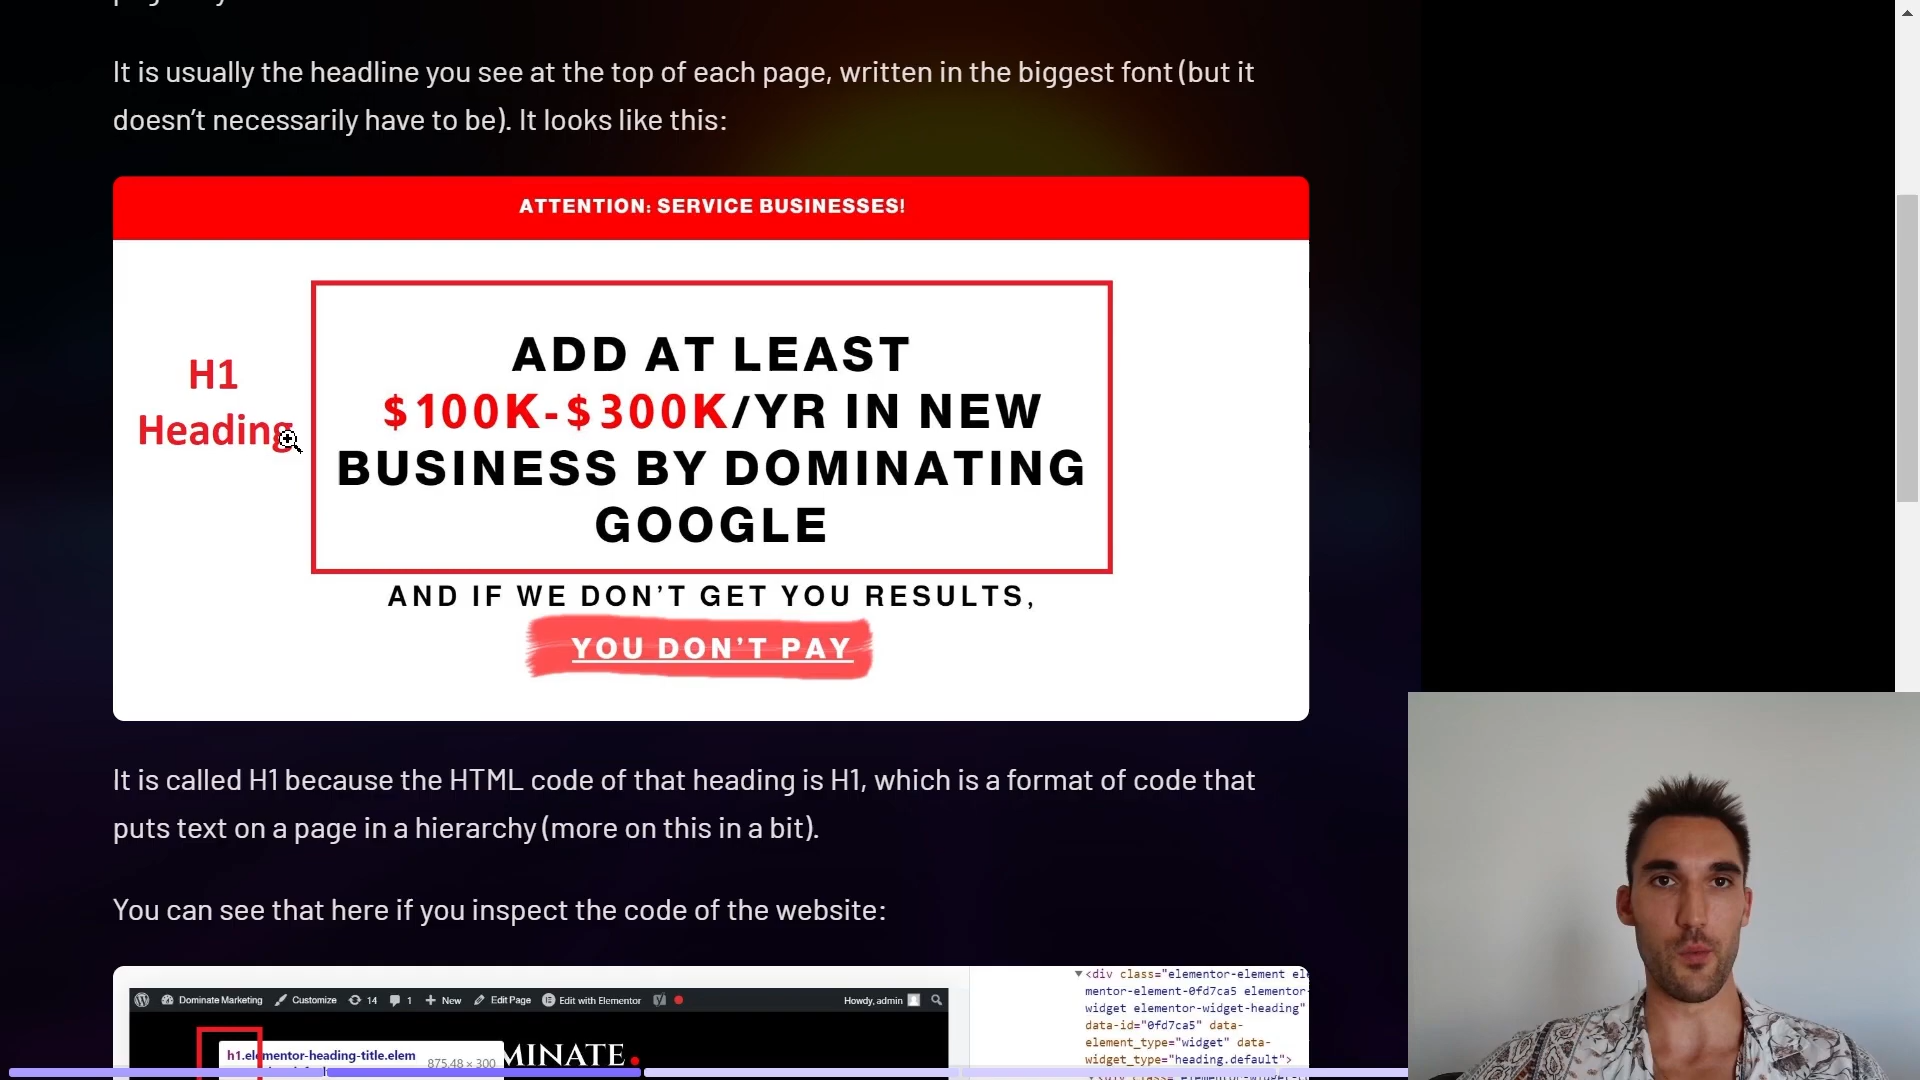 It is usually the headline you see at the top of each page, written in the biggest font (but it
doesn’t necessarily have to be). It looks like this:
ATTENTION: SERVICE BUSINESSES!
H1
Heading
ADD AT LEAST
$100K-$300K/YR IN NEW
BUSINESS BY DOMINATING
GOOGLE
AND IF WE DON’T GET YOU RESULTS,
YOU DON’T PAY
It is called H1 because the HTML code of that heading is H1, which is a format of code that
puts text on a page in a hierarchy (more on this in a bit).
You can see that here if you inspect the code of the website:
Dominate Marketing Customize 14 1 New Edit Page Edit with Elementor Howdy, admin
h1.elementor-heading-title.elem 875.48 × 300
MINATE.
<div class="elementor-element ele
mentor-element-0fd7ca5 elementor-
widget elementor-widget-heading"
data-id="0fd7ca5" data-
element_type="widget" data-
widget_type="heading.default">